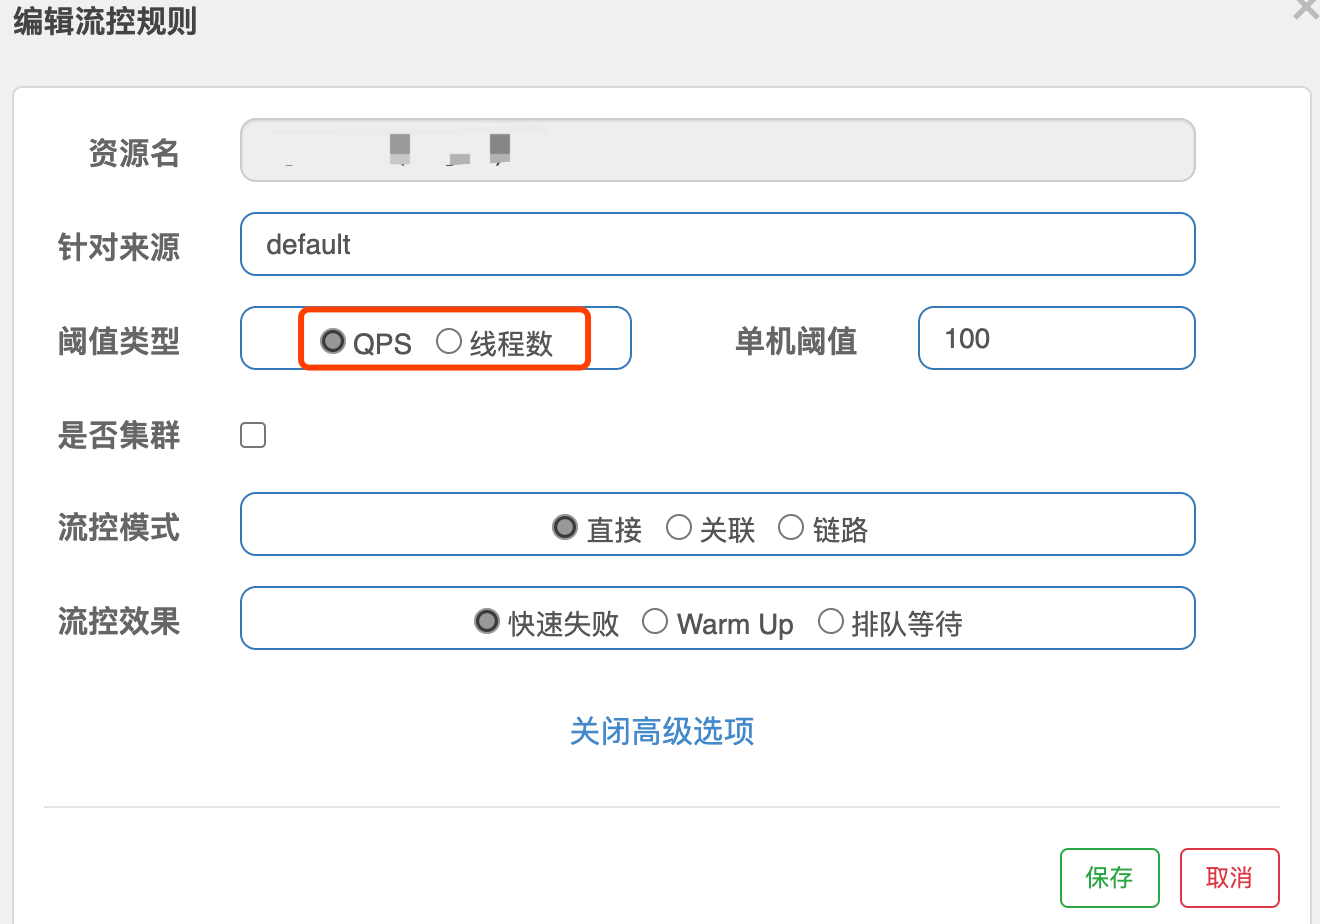 编辑流控规则
资源名
针对来源 default
阈值类型 QPS 线程数 单机阈值 100
是否集群
流控模式 直接 关联 链路
流控效果 快速失败 Warm Up 排队等待
关闭高级选项
保存 取消